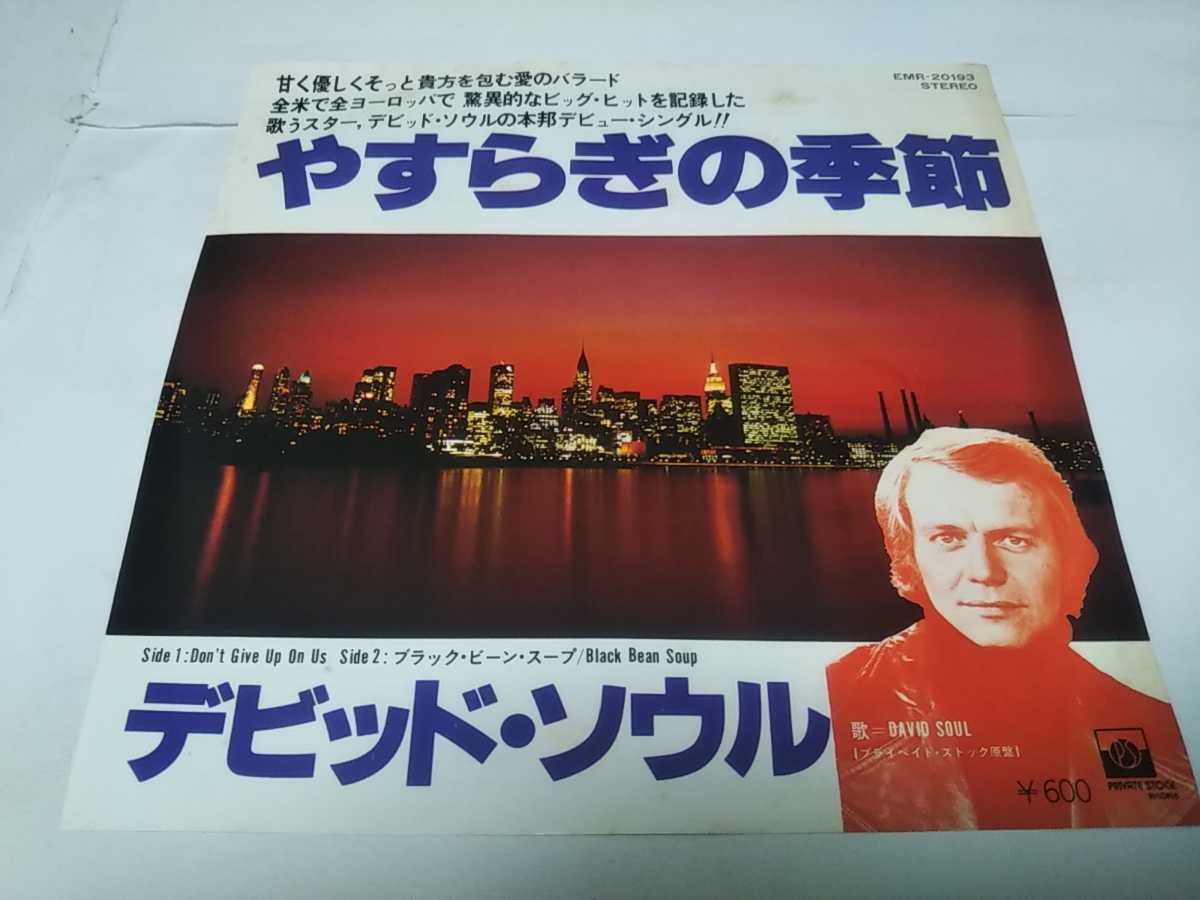 甘く優しくそっと貴方を包む愛のバラード
全米で全ヨーロッパで 驚異的なビッグ・ヒットを記録した
歌うスター,デビッド・ソウルの本邦デビュー・シングル!!
EMR-20193
STEREO
やすらぎの季節
Side 1:Don't Give Up On Us Side 2:ブラック・ビーン・スープ/Black Bean Soup
デビッド・ソウル
歌=DAVID SOUL
[プライベイト・ストック原盤]
¥600
PS
PRIVATE STOCK
RECORDS